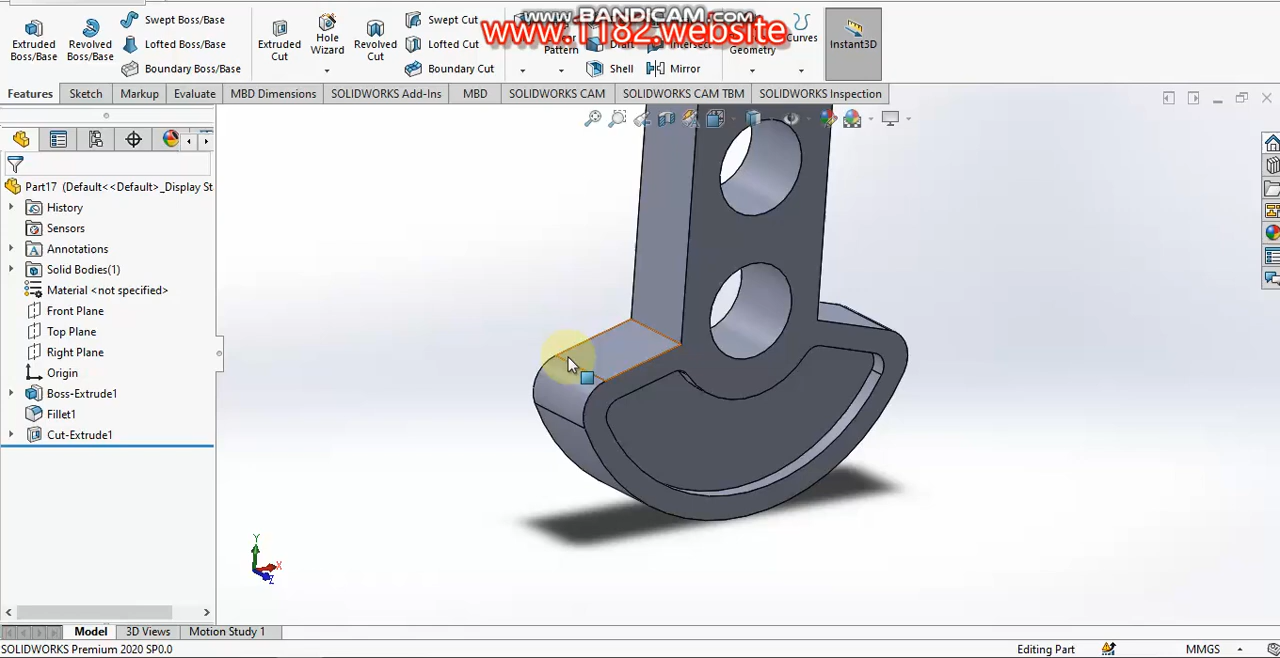 www.BANDICAM.com
www.1182.website
Extruded Boss/Base
Revolved Boss/Base
Swept Boss/Base
Lofted Boss/Base
Boundary Boss/Base
Extruded Cut
Hole Wizard
Revolved Cut
Swept Cut
Lofted Cut
Boundary Cut
Pattern
Draft
Shell
Intersect
Mirror
Geometry
Curves
Instant3D
Features
Sketch
Markup
Evaluate
MBD Dimensions
SOLIDWORKS Add-Ins
MBD
SOLIDWORKS CAM
SOLIDWORKS CAM TBM
SOLIDWORKS Inspection
Part17 (Default<<Default>_Display St
History
Sensors
Annotations
Solid Bodies(1)
Material <not specified>
Front Plane
Top Plane
Right Plane
Origin
Boss-Extrude1
Fillet1
Cut-Extrude1
Y
X
Z
Model
3D Views
Motion Study 1
SOLIDWORKS Premium 2020 SP0.0
Editing Part
MMGS